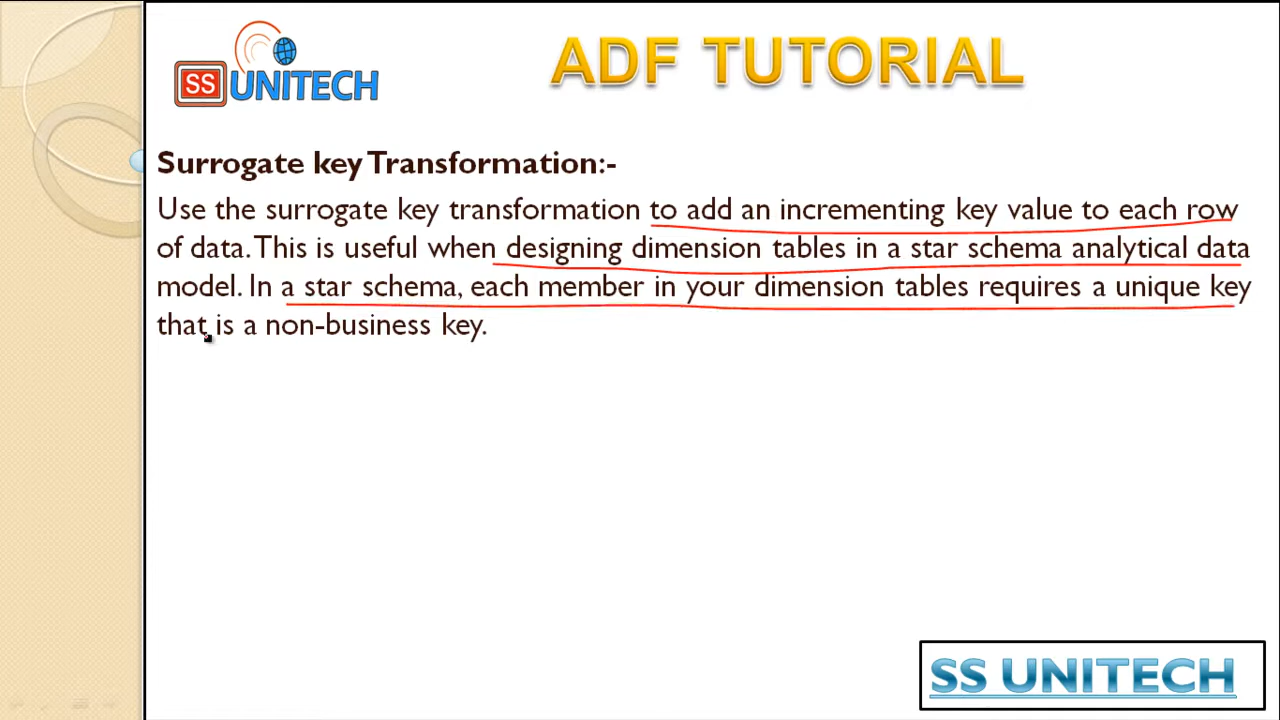 SS UNITECH
ADF TUTORIAL
Surrogate key Transformation:-
Use the surrogate key transformation to add an incrementing key value to each row
of data. This is useful when designing dimension tables in a star schema analytical data
model. In a star schema, each member in your dimension tables requires a unique key
that is a non-business key.
SS UNITECH